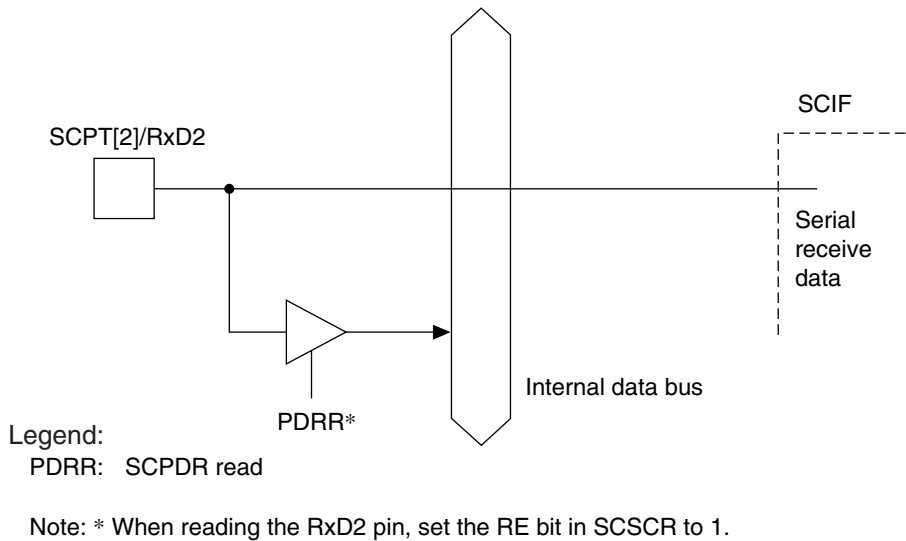 SCIF
SCPT[2]/RxD2
Serial
receive
data
Internal data bus
PDRR*
Legend:
PDRR: SCPDR read
Note: * When reading the RxD2 pin, set the RE bit in SCSCR to 1.